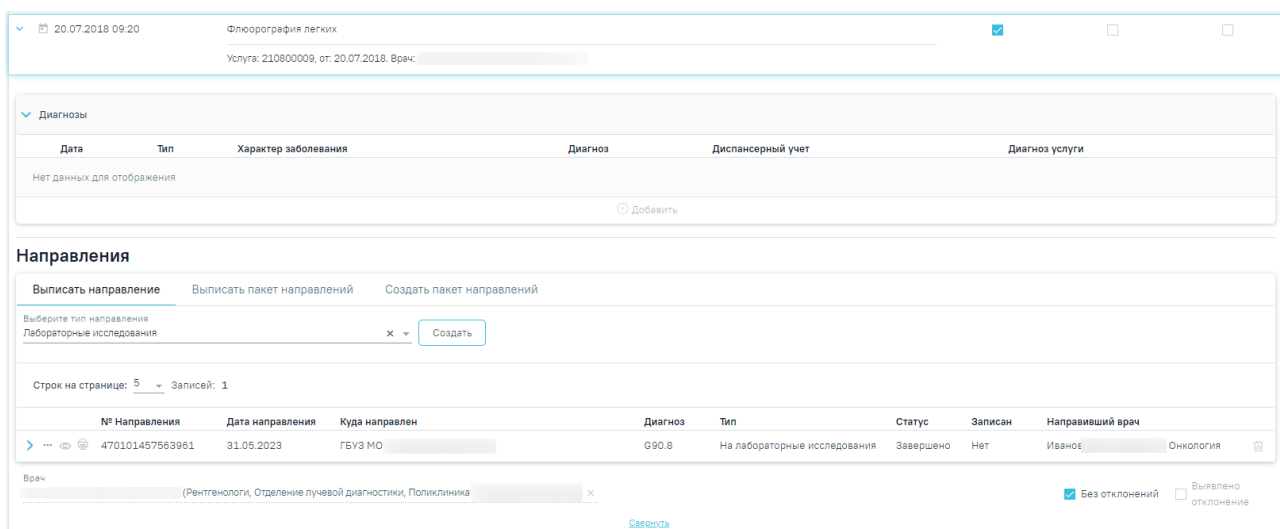 20.07.2018 09:20 Флюорография легких
Услуга: 210800009, от: 20.07.2018. Врач:
Диагнозы
Дата Тип Характер заболевания Диагноз Диспансерный учет Диагноз услуги
Нет данных для отображения
Добавить
Направления
Выписать направление Выписать пакет направлений Создать пакет направлений
Выберите тип направления
Лабораторные исследования Создать
Строк на странице: 5 Записей: 1
№ Направления Дата направления Куда направлен Диагноз Тип Статус Записан Направивший врач
470101457563961 31.05.2023 ГБУЗ МО G90.8 На лабораторные исследования Завершено Нет Иванов Онкология
Врач
(Рентгенологи, Отделение лучевой диагностики, Поликлиника
Без отклонений Выявлено отклонение
Свернуть